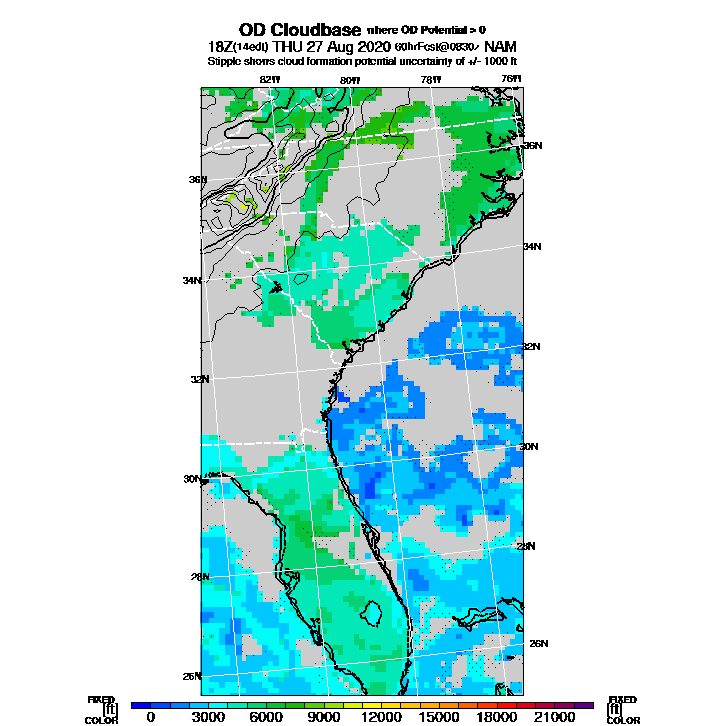 OD Cloudbase where OD Potential > 0
18Z(14edt) THU 27 Aug 2020 60hrFcst@0830z NAM
Stipple shows cloud formation potential uncertainty of +/- 1000 ft
82W 80W 78W 76W
36N
36N
34N
34N
32N
32N
30N
30N
28N
28N
26N
26N
FIXED FIXED
[ft] [ft]
COLOR COLOR
0 3000 6000 9000 12000 15000 18000 21000